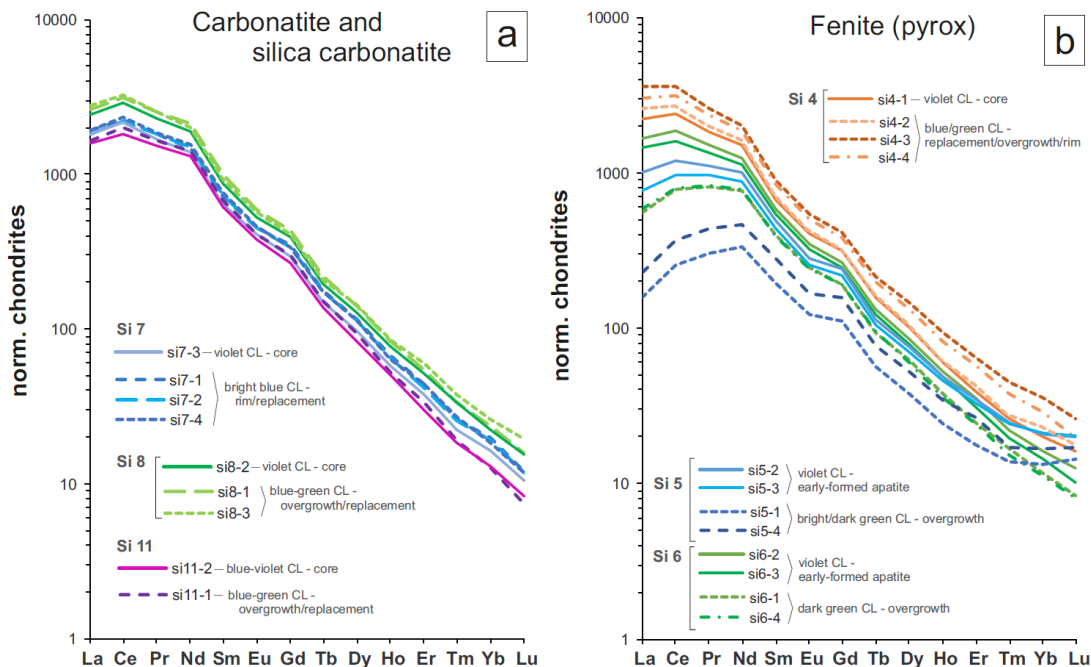 Carbonatite and
silica carbonatite
a
norm. chondrites
10000
1000
100
10
1
Si 7
si7-3 — violet CL - core
si7-1
si7-2
si7-4
bright blue CL -
rim/replacement
Si 8
si8-2 — violet CL - core
si8-1
si8-3
blue-green CL -
overgrowth/replacement
Si 11
si11-2 — blue-violet CL - core
si11-1 — blue-green CL -
overgrowth/replacement
La Ce Pr Nd Sm Eu Gd Tb Dy Ho Er Tm Yb Lu
Fenite (pyrox)
b
norm. chondrites
10000
1000
100
10
1
Si 4
si4-1 — violet CL - core
si4-2
si4-3
si4-4
blue/green CL -
replacement/overgrowth/rim
Si 5
si5-2
si5-3
violet CL -
early-formed apatite
si5-1
si5-4
bright/dark green CL - overgrowth
Si 6
si6-2
si6-3
violet CL -
early-formed apatite
si6-1
si6-4
dark green CL - overgrowth
La Ce Pr Nd Sm Eu Gd Tb Dy Ho Er Tm Yb Lu